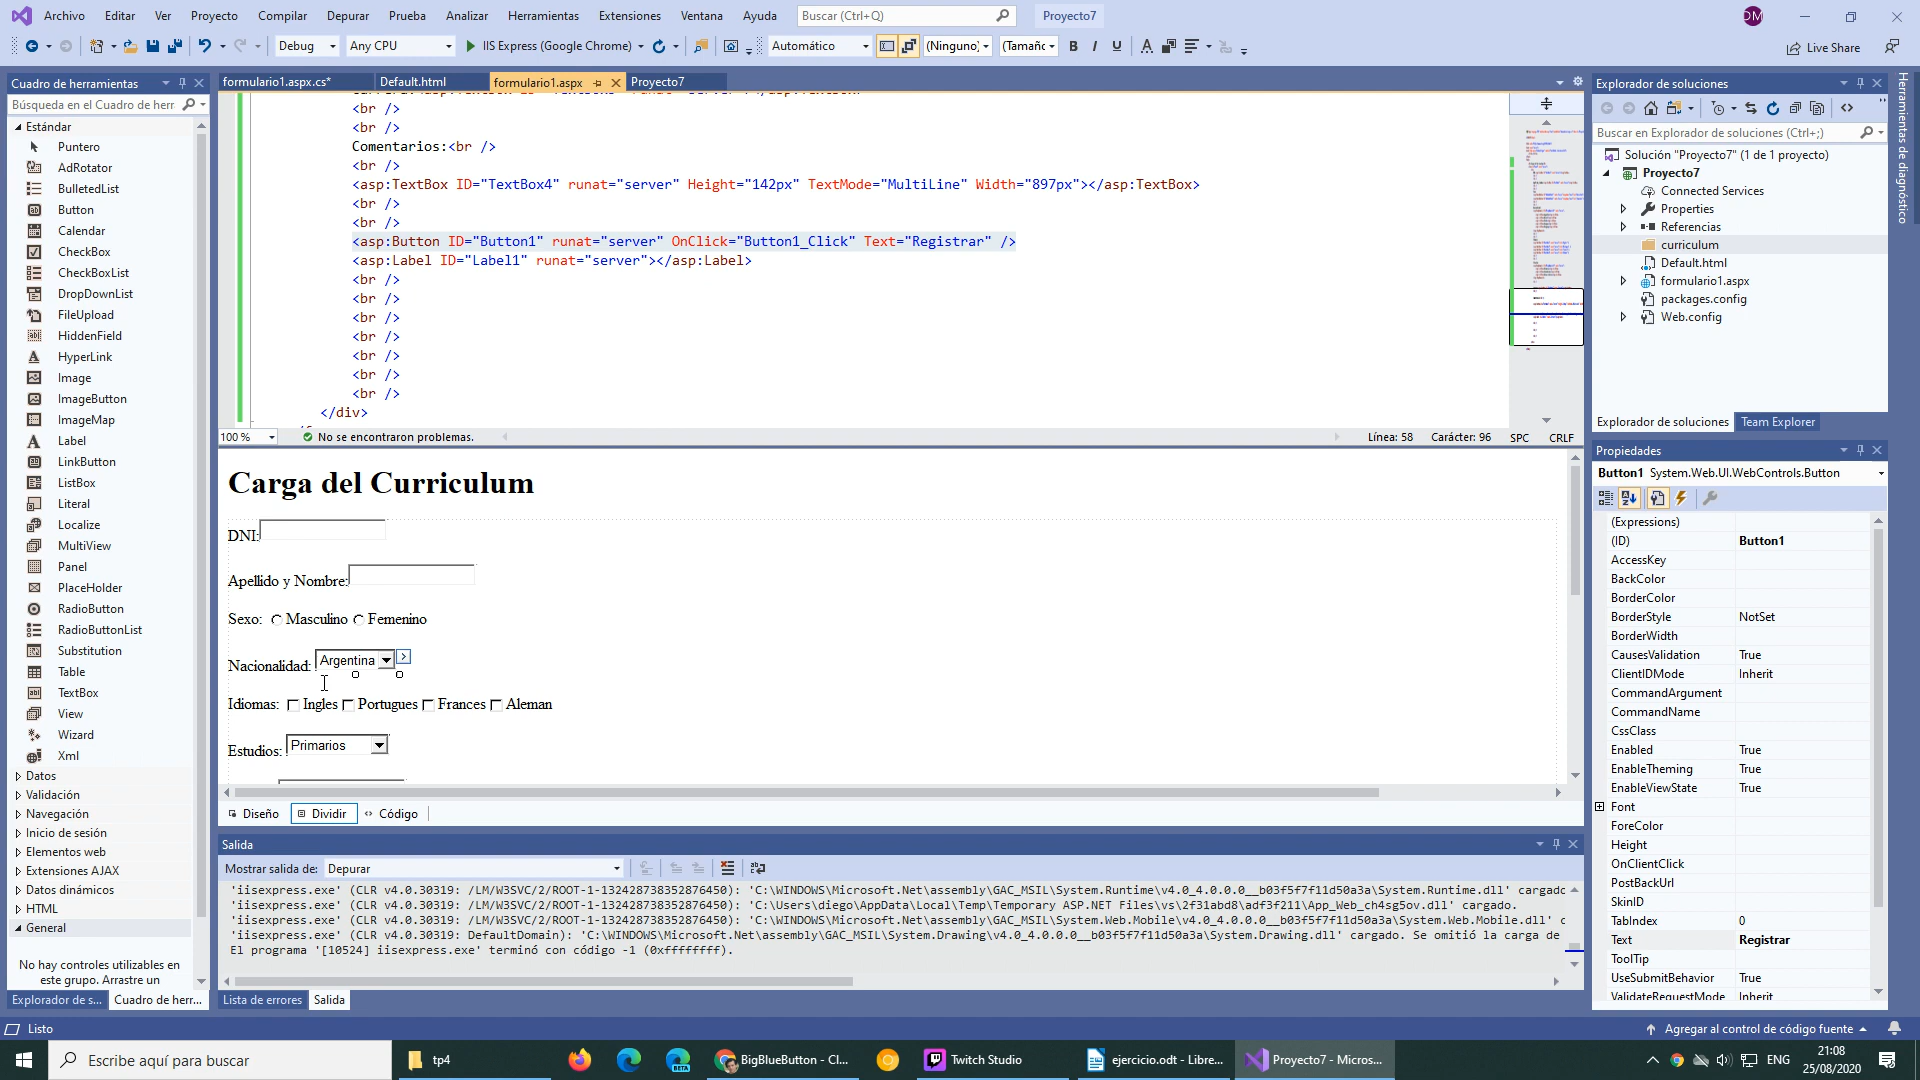 Archivo Editar Ver Proyecto Compilar Depurar Prueba Analizar Herramientas Extensiones Ventana Ayuda Buscar (Ctrl+Q) Proyecto7 DM
Debug Any CPU IIS Express (Google Chrome) Automático (Ninguno) (Tamañc Live Share
Cuadro de herramientas
Búsqueda en el Cuadro de herr
Estándar
Puntero
AdRotator
BulletedList
Button
Calendar
CheckBox
CheckBoxList
DropDownList
FileUpload
HiddenField
HyperLink
Image
ImageButton
ImageMap
Label
LinkButton
ListBox
Literal
Localize
MultiView
Panel
PlaceHolder
RadioButton
RadioButtonList
Substitution
Table
TextBox
View
Wizard
Xml
Datos
Validación
Navegación
Inicio de sesión
Elementos web
Extensiones AJAX
Datos dinámicos
HTML
General
No hay controles utilizables en
este grupo. Arrastre un
Explorador de s... Cuadro de herr...
formulario1.aspx.cs* Default.html formulario1.aspx Proyecto7
<br />
<br />
Comentarios:<br />
<br />
<asp:TextBox ID="TextBox4" runat="server" Height="142px" TextMode="MultiLine" Width="897px"></asp:TextBox>
<br />
<br />
<asp:Button ID="Button1" runat="server" OnClick="Button1_Click" Text="Registrar" />
<asp:Label ID="Label1" runat="server"></asp:Label>
<br />
<br />
<br />
<br />
<br />
<br />
<br />
</div>
100 % No se encontraron problemas. Línea: 58 Carácter: 96 SPC CRLF
Carga del Curriculum
DNI:
Apellido y Nombre:
Sexo: Masculino Femenino
Nacionalidad: Argentina
Idiomas: Ingles Portugues Frances Aleman
Estudios: Primarios
Diseño Dividir Código
Salida
Mostrar salida de: Depurar
'iisexpress.exe' (CLR v4.0.30319: /LM/W3SVC/2/ROOT-1-132428738352876450): 'C:\WINDOWS\Microsoft.Net\assembly\GAC_MSIL\System.Runtime\v4.0_4.0.0.0__b03f5f7f11d50a3a\System.Runtime.dll' cargado
'iisexpress.exe' (CLR v4.0.30319: /LM/W3SVC/2/ROOT-1-132428738352876450): 'C:\Users\diego\AppData\Local\Temp\Temporary ASP.NET Files\vs\2f31abd8\adf3f211\App_Web_ch4sg5ov.dll' cargado.
'iisexpress.exe' (CLR v4.0.30319: /LM/W3SVC/2/ROOT-1-132428738352876450): 'C:\WINDOWS\Microsoft.Net\assembly\GAC_MSIL\System.Web.Mobile\v4.0_4.0.0.0__b03f5f7f11d50a3a\System.Web.Mobile.dll' c
'iisexpress.exe' (CLR v4.0.30319: DefaultDomain): 'C:\WINDOWS\Microsoft.Net\assembly\GAC_MSIL\System.Drawing\v4.0_4.0.0.0__b03f5f7f11d50a3a\System.Drawing.dll' cargado. Se omitió la carga de
El programa '[10524] iisexpress.exe' terminó con código -1 (0xffffffff).
Lista de errores Salida
Explorador de soluciones
Buscar en Explorador de soluciones (Ctrl+;)
Solución "Proyecto7" (1 de 1 proyecto)
Proyecto7
Connected Services
Properties
Referencias
curriculum
Default.html
formulario1.aspx
packages.config
Web.config
Explorador de soluciones Team Explorer
Herramientas de diagnóstico
Propiedades
Button1 System.Web.UI.WebControls.Button
(Expressions)
(ID) Button1
AccessKey
BackColor
BorderColor
BorderStyle NotSet
BorderWidth
CausesValidation True
ClientIDMode Inherit
CommandArgument
CommandName
CssClass
Enabled True
EnableTheming True
EnableViewState True
Font
ForeColor
Height
OnClientClick
PostBackUrl
SkinID
TabIndex 0
Text Registrar
ToolTip
UseSubmitBehavior True
ValidateRequestMode Inherit
Listo Agregar al control de código fuente
Escribe aquí para buscar tp4 BETA BigBlueButton - Cl... Twitch Studio ejercicio.odt - Libre... Proyecto7 - Micros... ENG 21:08
25/08/2020